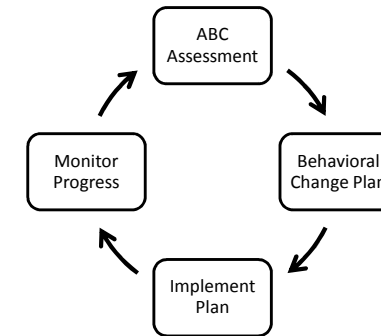 ABC
Assessment
Behavioral
Change Plan
Implement
Plan
Monitor
Progress